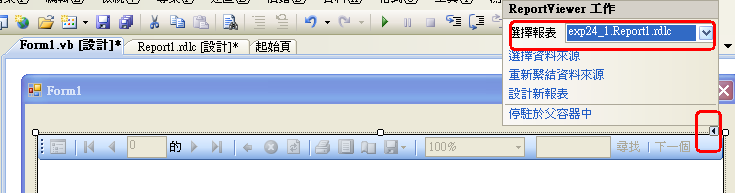 ReportViewer 工作
選擇報表 exp24_1.Report1.rdlc
選擇資料來源
重新繫結資料來源
設計新報表
停駐於父容器中
Form1.vb [設計]* Report1.rdlc [設計]* 起始頁
Form1
0 的 100% 尋找 | 下一個